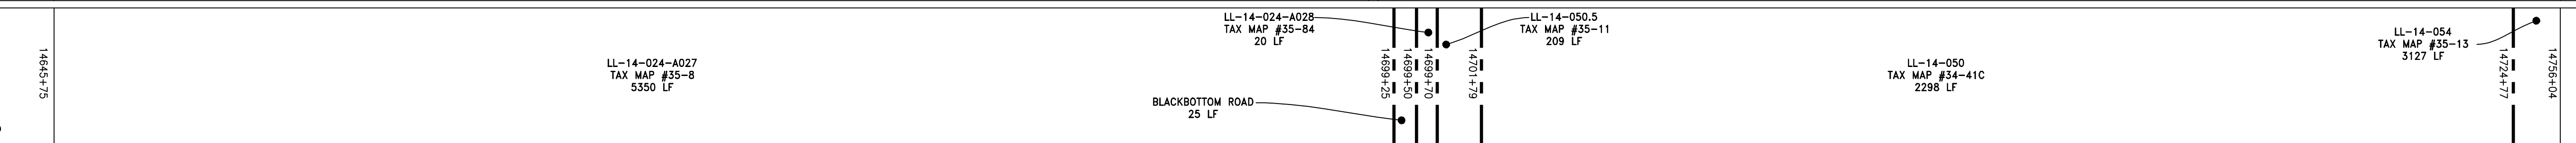 14645+75
LL-14-024-A027
TAX MAP #35-8
5350 LF
LL-14-024-A028
TAX MAP #35-84
20 LF
BLACKBOTTOM ROAD
25 LF
14699+25
14699+50
14699+70
14701+79
LL-14-050.5
TAX MAP #35-11
209 LF
LL-14-050
TAX MAP #34-41C
2298 LF
LL-14-054
TAX MAP #35-13
3127 LF
14724+77
14756+04